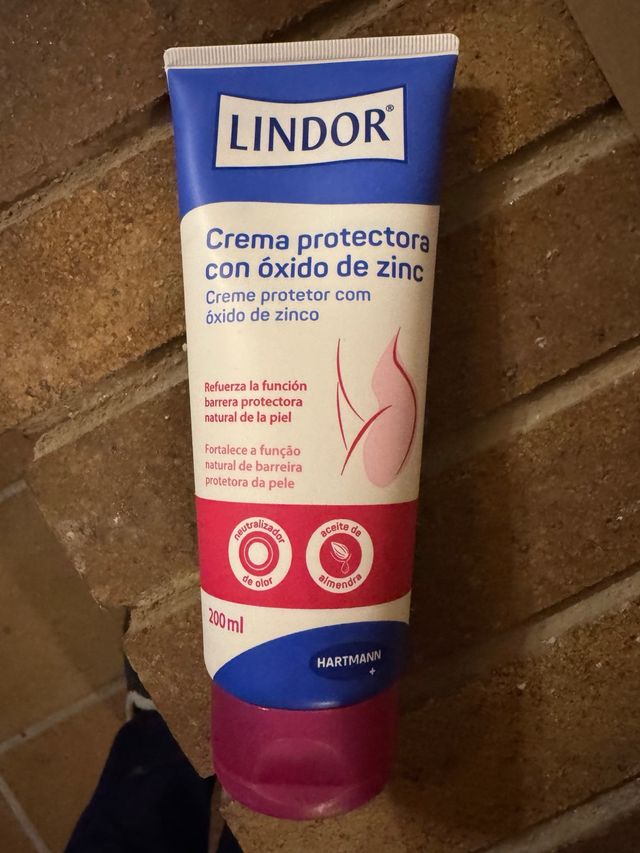 LINDOR®
Crema protectora
con óxido de zinc
Creme protetor com
óxido de zinco
Refuerza la función
barrera protectora
natural de la piel
Fortalece a função
natural de barreira
protetora da pele
neutralizador
de olor
aceite de
almendra
200ml
HARTMANN